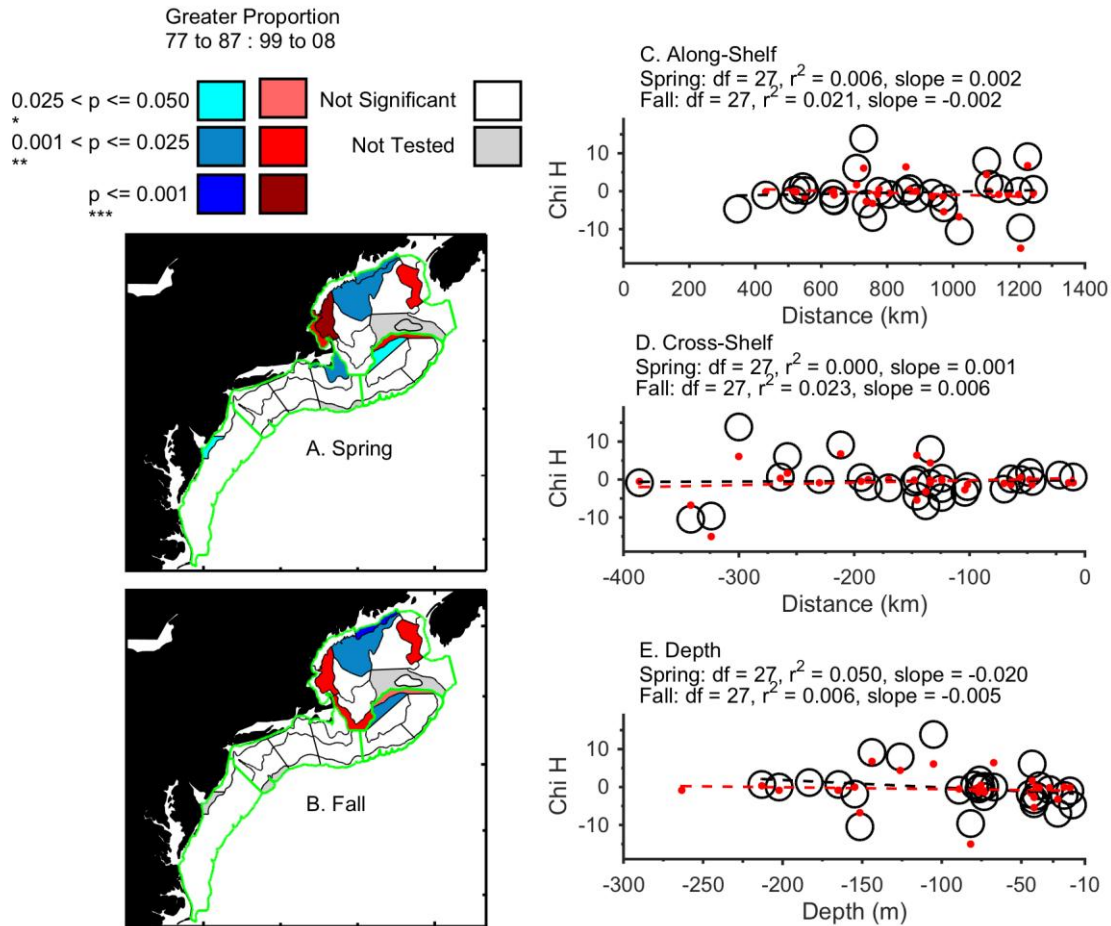 Greater Proportion
77 to 87 : 99 to 08
0.025 < p <= 0.050
*
0.001 < p <= 0.025
**
p <= 0.001
***
Not Significant
Not Tested
A. Spring
B. Fall
C. Along-Shelf
Spring: df = 27, r² = 0.006, slope = 0.002
Fall: df = 27, r² = 0.021, slope = -0.002
Chi H
10
0
-10
0 200 400 600 800 1000 1200 1400
Distance (km)
D. Cross-Shelf
Spring: df = 27, r² = 0.000, slope = 0.001
Fall: df = 27, r² = 0.023, slope = 0.006
Chi H
10
0
-10
-400 -300 -200 -100 0
Distance (km)
E. Depth
Spring: df = 27, r² = 0.050, slope = -0.020
Fall: df = 27, r² = 0.006, slope = -0.005
Chi H
10
0
-10
-300 -250 -200 -150 -100 -50 -10
Depth (m)